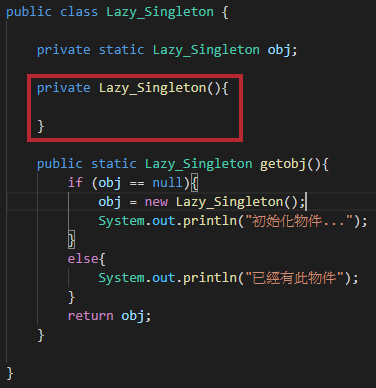 public class Lazy_Singleton {
private static Lazy_Singleton obj;
private Lazy_Singleton(){
}
public static Lazy_Singleton getobj(){
if (obj == null){
obj = new Lazy_Singleton();
System.out.println("初始化物件...");
}
else{
System.out.println("已經有此物件");
}
return obj;
}
}